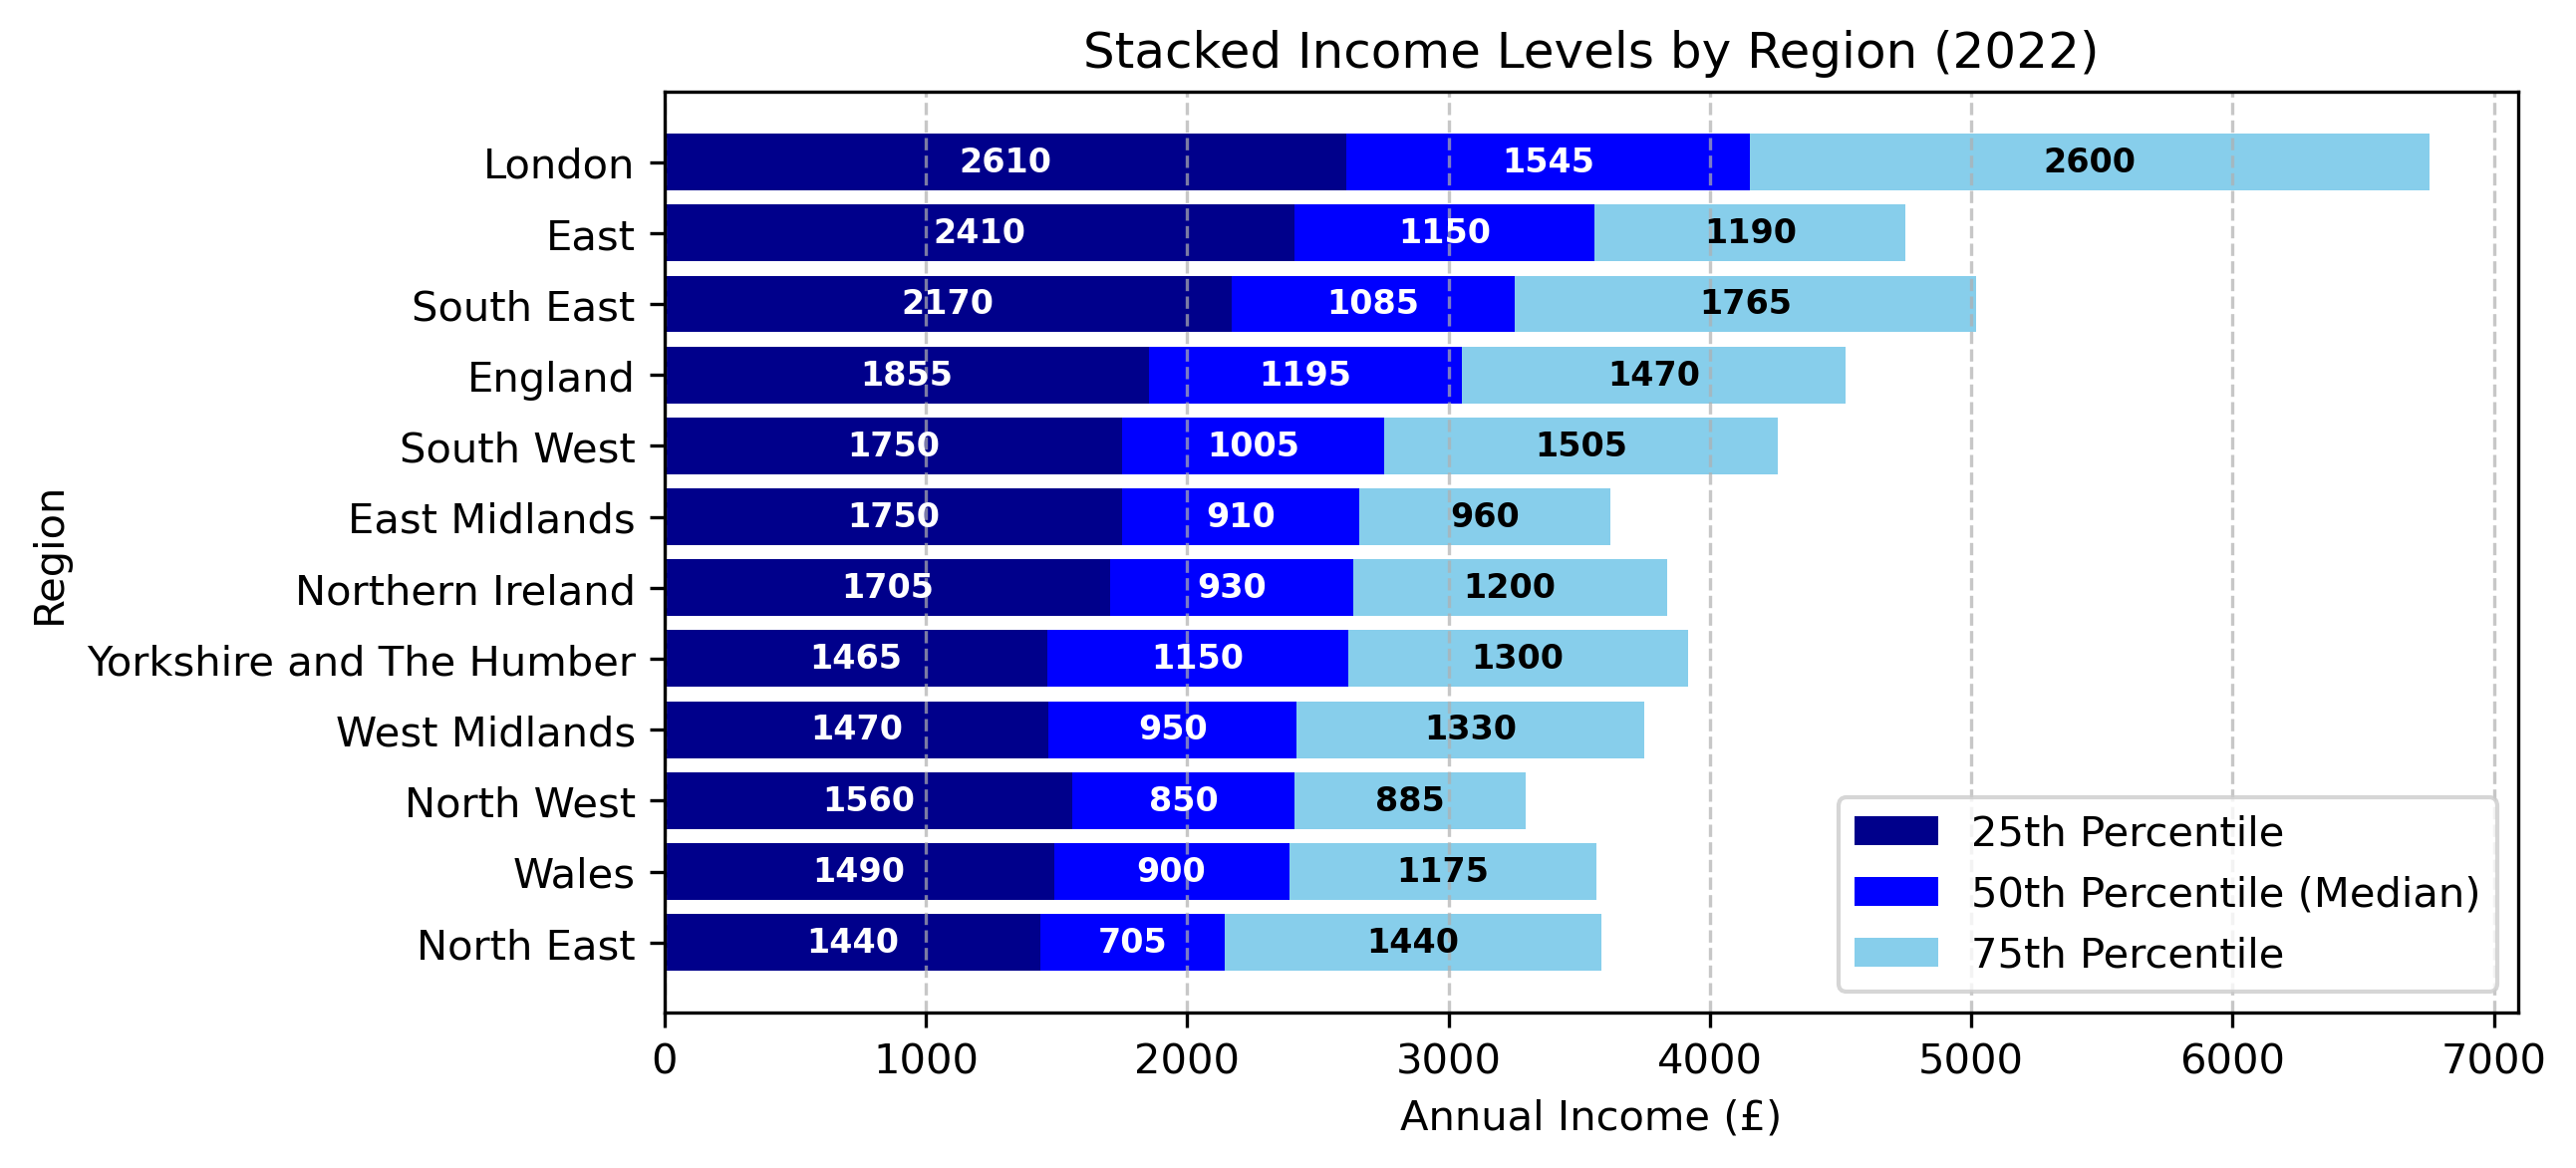 Stacked Income Levels by Region (2022)
Region
London
2610 1545 2600
East
2410 1150 1190
South East
2170 1085 1765
England
1855 1195 1470
South West
1750 1005 1505
East Midlands
1750 910 960
Northern Ireland
1705 930 1200
Yorkshire and The Humber
1465 1150 1300
West Midlands
1470 950 1330
North West
1560 850 885
Wales
1490 900 1175
North East
1440 705 1440
25th Percentile
50th Percentile (Median)
75th Percentile
0 1000 2000 3000 4000 5000 6000 7000
Annual Income (£)